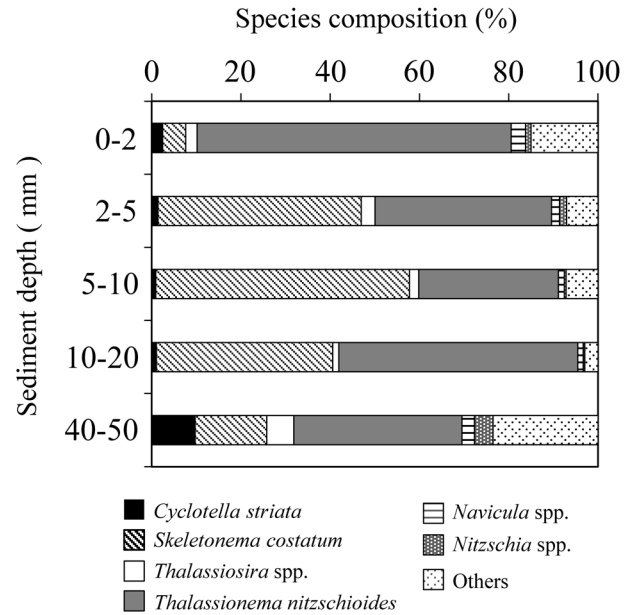 Species composition (%)
0 20 40 60 80 100
Sediment depth ( mm )
0-2
2-5
5-10
10-20
40-50
Cyclotella striata
Skeletonema costatum
Thalassiosira spp.
Thalassionema nitzschioides
Navicula spp.
Nitzschia spp.
Others